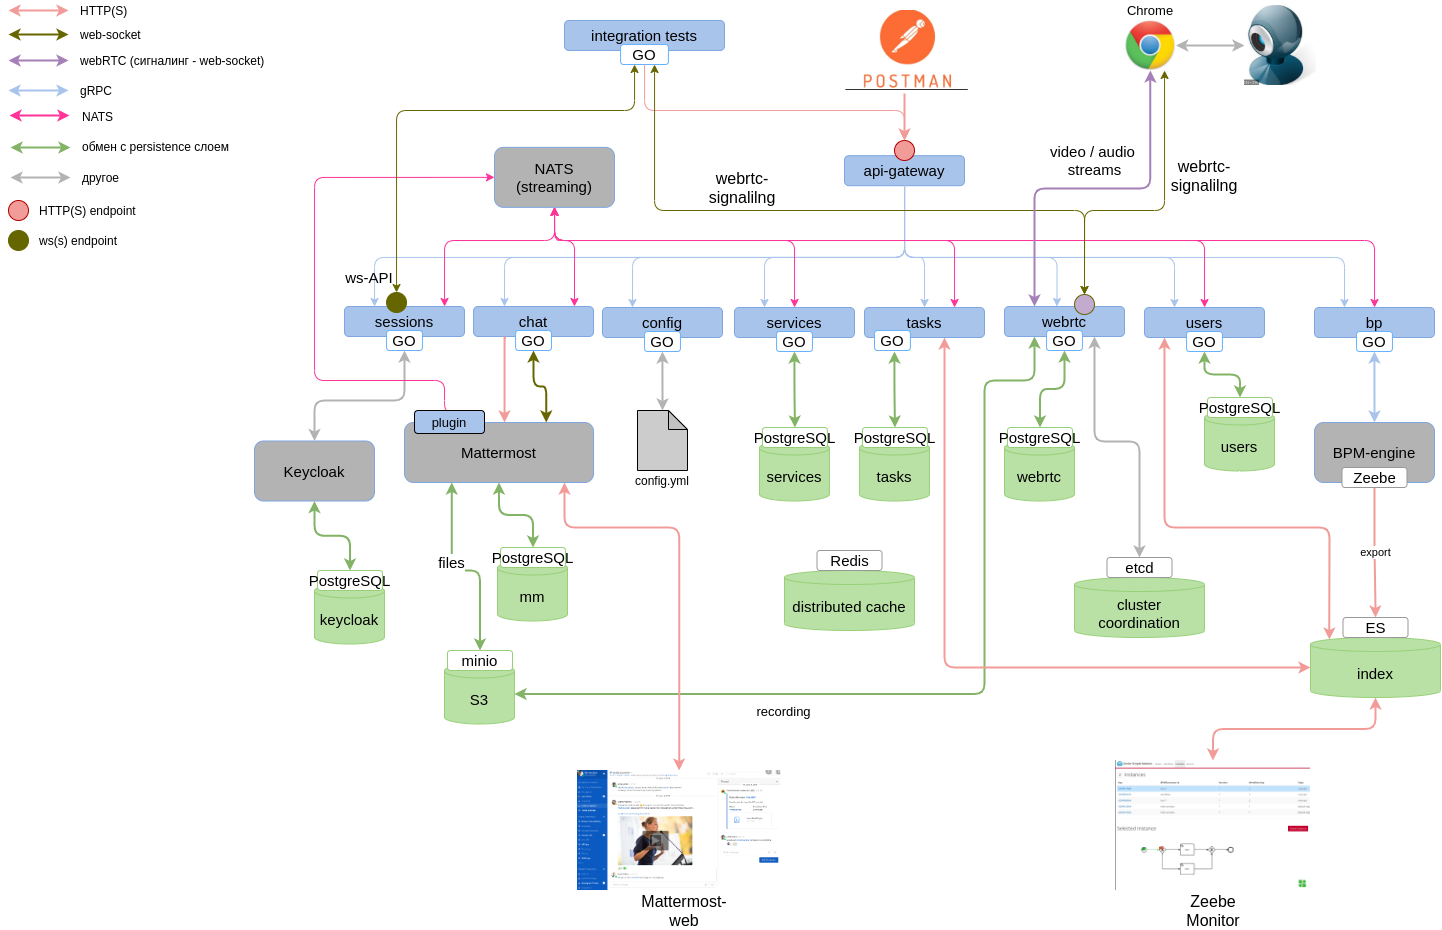 HTTP(S)
web-socket
webRTC (сигналинг - web-socket)
gRPC
NATS
обмен с persistence слоем
другое
HTTP(S) endpoint
ws(s) endpoint
integration tests
GO
POSTMAN
Chrome
NATS
(streaming)
api-gateway
video / audio
streams
webrtc-
signalilng
webrtc-
signalilng
ws-API
sessions
GO
chat
GO
config
GO
services
GO
tasks
GO
webrtc
GO
users
GO
bp
GO
plugin
Mattermost
Keycloak
config.yml
PostgreSQL
services
PostgreSQL
tasks
PostgreSQL
webrtc
PostgreSQL
users
BPM-engine
Zeebe
export
files
PostgreSQL
mm
PostgreSQL
keycloak
Redis
distributed cache
etcd
cluster
coordination
minio
S3
recording
ES
index
Instances
Selected instance
Mattermost-
web
Zeebe
Monitor